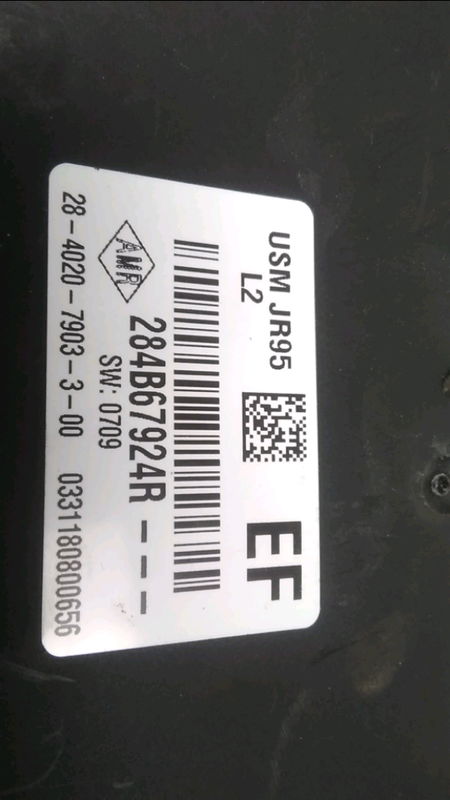 USM JR95
L2
EF
AMR
284B67924R - - -
SW: 0709
28-4020-7903-3-00 0331180800656